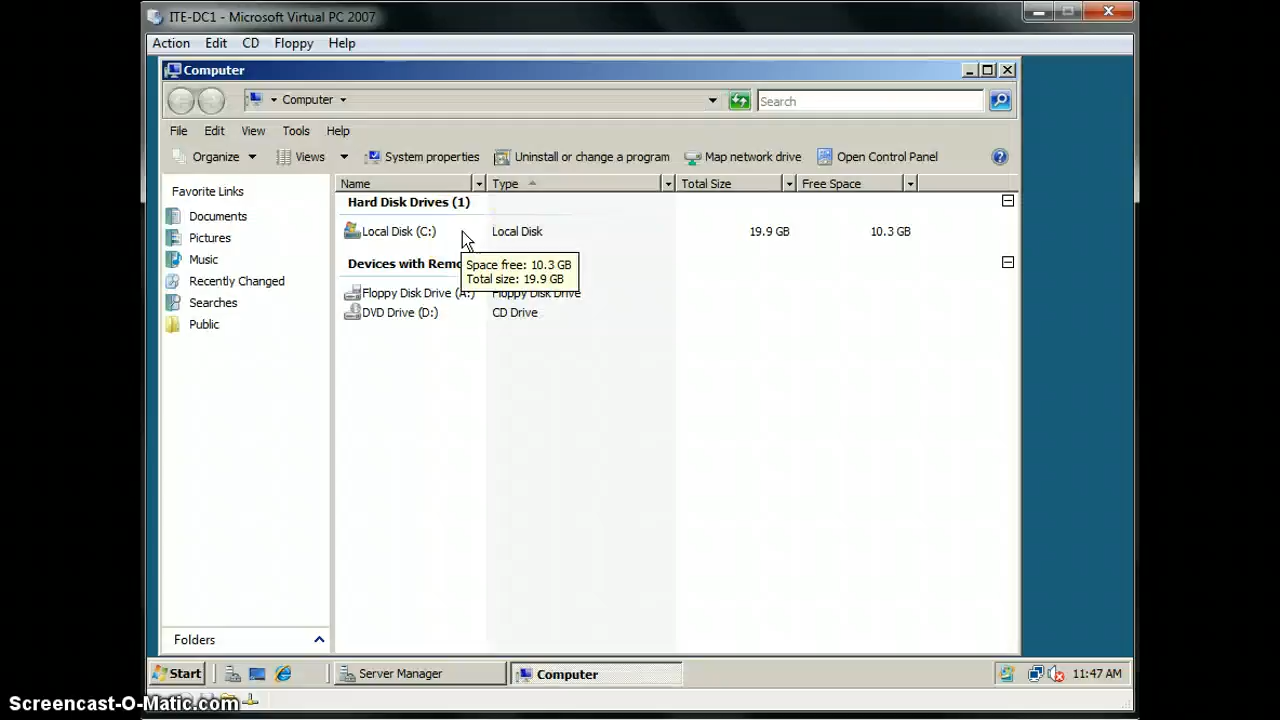 ITE-DC1 - Microsoft Virtual PC 2007
Action Edit CD Floppy Help
Computer
Computer
Search
File Edit View Tools Help
Organize Views System properties Uninstall or change a program Map network drive Open Control Panel
Favorite Links
Documents
Pictures
Music
Recently Changed
Searches
Public
Folders
Name Type Total Size Free Space
Hard Disk Drives (1)
Local Disk (C:) Local Disk 19.9 GB 10.3 GB
Devices with Remo
Space free: 10.3 GB
Total size: 19.9 GB
Floppy Disk Drive (A:) Floppy Disk Drive
DVD Drive (D:) CD Drive
Start Server Manager Computer 11:47 AM
Screencast-O-Matic.com